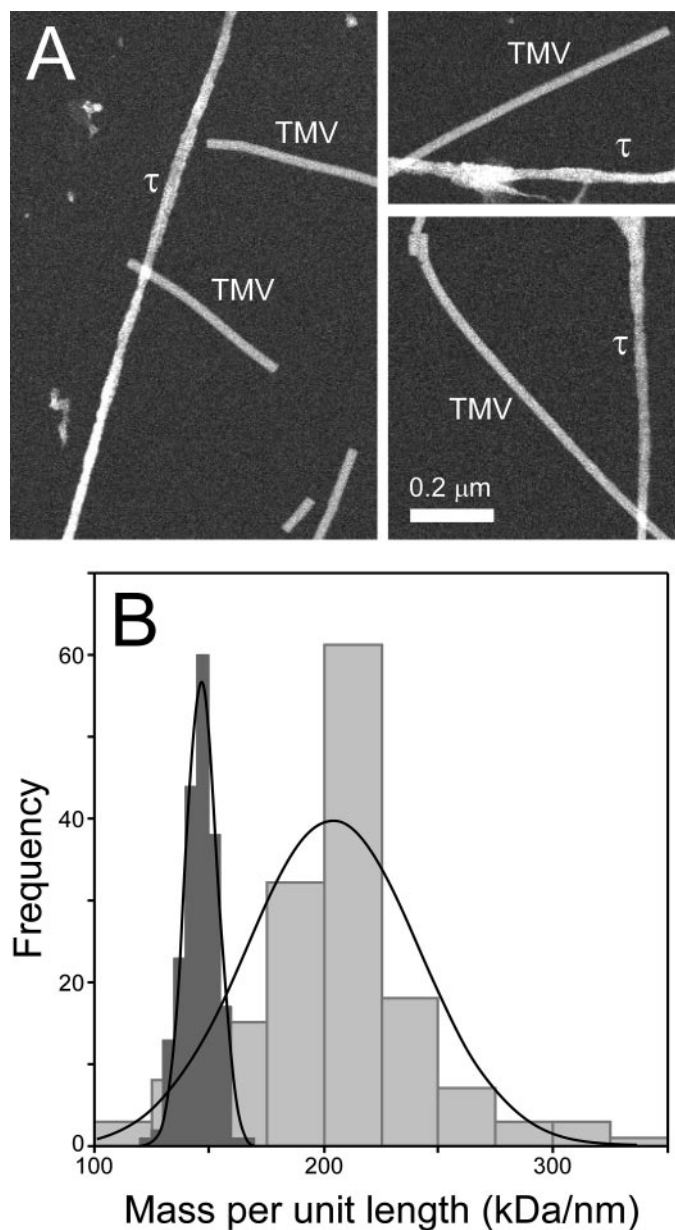 A
TMV
τ
TMV
TMV
τ
TMV
τ
0.2 μm
B
60
40
20
0
Frequency
100
200
300
Mass per unit length (kDa/nm)